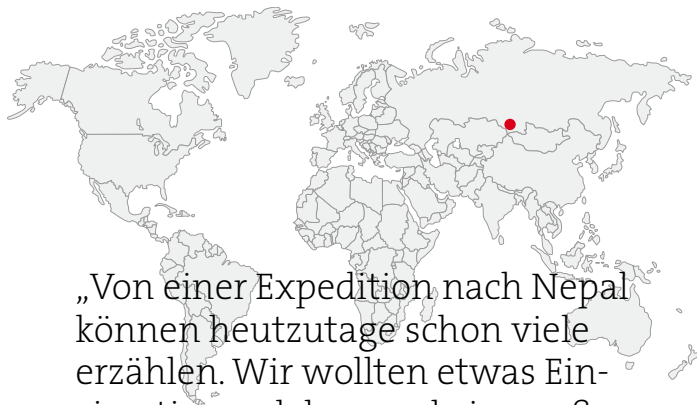 „Von einer Expedition nach Nepal
können heutzutage schon viele
erzählen. Wir wollten etwas Ein-